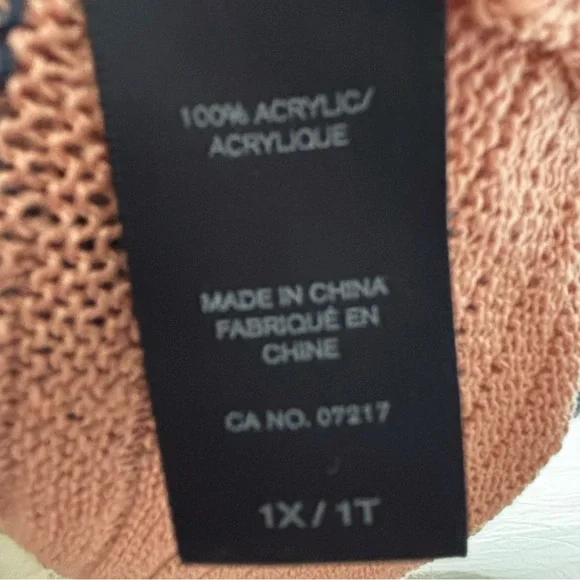 100% ACRYLIC/
ACRYLIQUE
MADE IN CHINA
FABRIQUÉ EN
CHINE
CA NO. 07217
1X / 1T